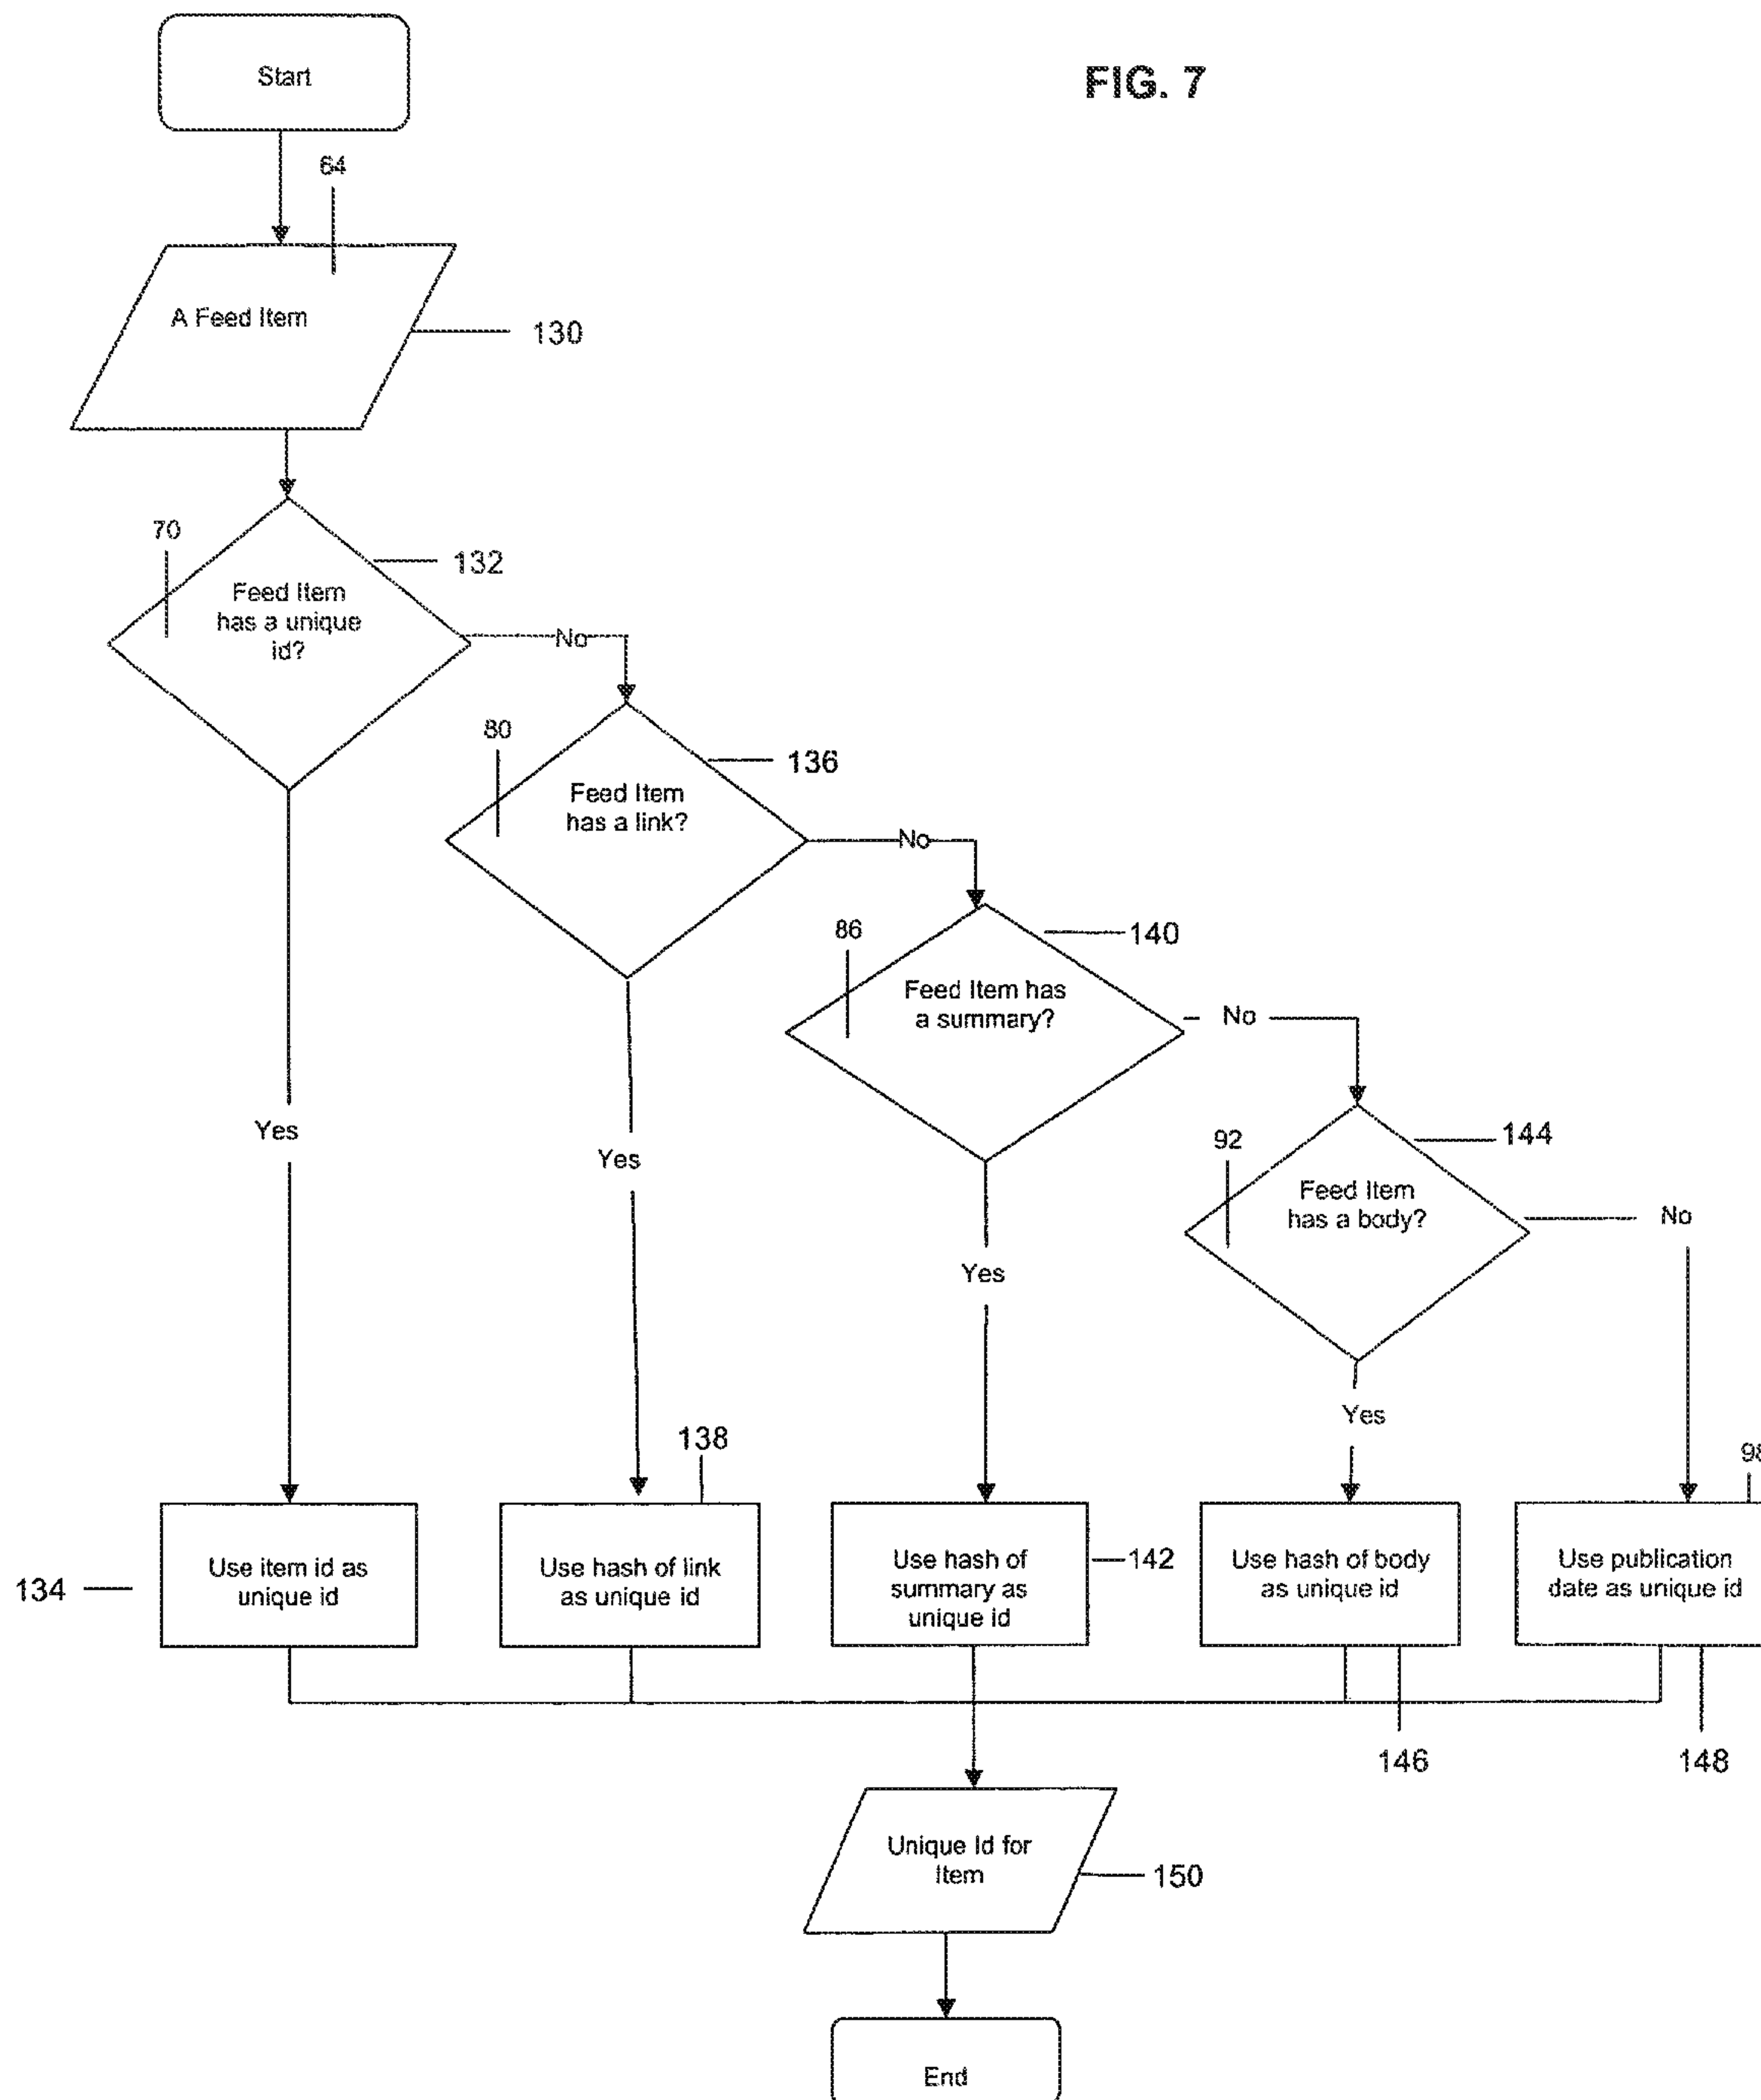 FIG. 7
Start
64
A Feed Item
130
70
132
Feed Item
has a unique
id?
No
80
136
Feed Item
has a link?
No
86
140
Feed Item has
a summary?
No
92
144
Feed Item
has a body?
No
Yes
Yes
Yes
Yes
138
98
134
Use item id as
unique id
Use hash of link
as unique id
Use hash of
summary as
unique id
142
Use hash of body
as unique id
Use publication
date as unique id
146
148
Unique Id for
Item
150
End